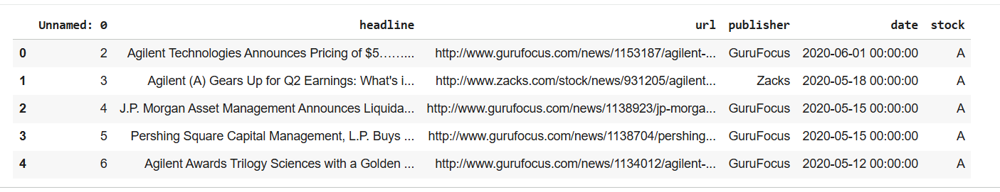 Unnamed: 0 headline url publisher date stock
0 2 Agilent Technologies Announces Pricing of $5…….... http://www.gurufocus.com/news/1153187/agilent-... GuruFocus 2020-06-01 00:00:00 A
1 3 Agilent (A) Gears Up for Q2 Earnings: What's i... http://www.zacks.com/stock/news/931205/agilent... Zacks 2020-05-18 00:00:00 A
2 4 J.P. Morgan Asset Management Announces Liquida... http://www.gurufocus.com/news/1138923/jp-morga... GuruFocus 2020-05-15 00:00:00 A
3 5 Pershing Square Capital Management, L.P. Buys ... http://www.gurufocus.com/news/1138704/pershing... GuruFocus 2020-05-15 00:00:00 A
4 6 Agilent Awards Trilogy Sciences with a Golden ... http://www.gurufocus.com/news/1134012/agilent-... GuruFocus 2020-05-12 00:00:00 A